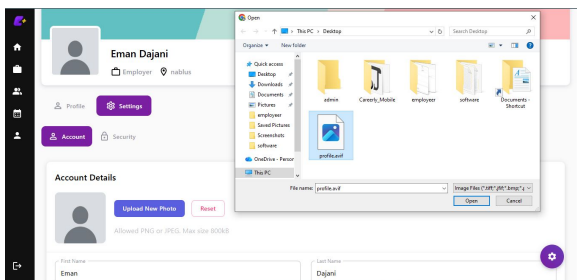 Open
This PC > Desktop
Search Desktop
Organize
New folder
Quick access
Desktop
Downloads
Documents
Pictures
employeer
Saved Pictures
Screenshots
software
OneDrive - Person
This PC
admin
Careerly_Mobile
employeer
software
Documents -
Shortcut
profile.avif
File name: profile.avif
Image Files ("*.tiff;*.jfif;*.bmp;*.j
Open
Cancel
Eman Dajani
Employer
nablus
Profile
Settings
Account
Security
Account Details
Upload New Photo
Reset
Allowed PNG or JPEG. Max size 800kB
First Name
Eman
Last Name
Dajani